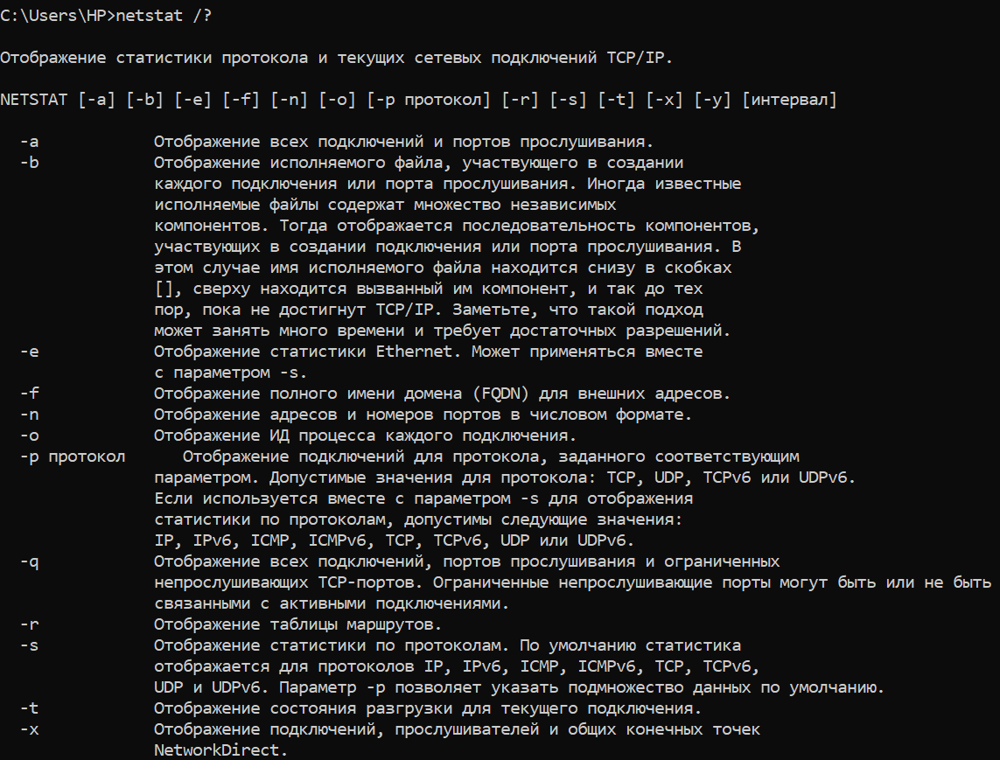 C:\Users\HP>netstat /?
Отображение статистики протокола и текущих сетевых подключений TCP/IP.
NETSTAT [-a] [-b] [-e] [-f] [-n] [-o] [-p протокол] [-r] [-s] [-t] [-x] [-y] [интервал]
-a Отображение всех подключений и портов прослушивания.
-b Отображение исполняемого файла, участвующего в создании
каждого подключения или порта прослушивания. Иногда известные
исполняемые файлы содержат множество независимых
компонентов. Тогда отображается последовательность компонентов,
участвующих в создании подключения или порта прослушивания. В
этом случае имя исполняемого файла находится снизу в скобках
[], сверху находится вызванный им компонент, и так до тех
пор, пока не достигнут TCP/IP. Заметьте, что такой подход
может занять много времени и требует достаточных разрешений.
-e Отображение статистики Ethernet. Может применяться вместе
с параметром -s.
-f Отображение полного имени домена (FQDN) для внешних адресов.
-n Отображение адресов и номеров портов в числовом формате.
-o Отображение ИД процесса каждого подключения.
-p протокол Отображение подключений для протокола, заданного соответствующим
параметром. Допустимые значения для протокола: TCP, UDP, TCPv6 или UDPv6.
Если используется вместе с параметром -s для отображения
статистики по протоколам, допустимы следующие значения:
IP, IPv6, ICMP, ICMPv6, TCP, TCPv6, UDP или UDPv6.
-q Отображение всех подключений, портов прослушивания и ограниченных
непрослушивающих TCP-портов. Ограниченные непрослушивающие порты могут быть или не быть
связанными с активными подключениями.
-r Отображение таблицы маршрутов.
-s Отображение статистики по протоколам. По умолчанию статистика
отображается для протоколов IP, IPv6, ICMP, ICMPv6, TCP, TCPv6,
UDP и UDPv6. Параметр -p позволяет указать подмножество данных по умолчанию.
-t Отображение состояния разгрузки для текущего подключения.
-x Отображение подключений, прослушивателей и общих конечных точек
NetworkDirect.